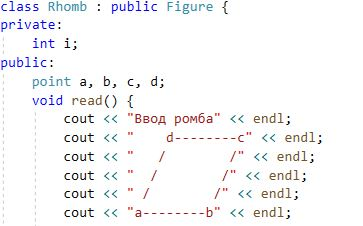 class Rhomb : public Figure {
private:
    int i;
public:
    point a, b, c, d;
    void read() {
        cout << "Ввод ромба" << endl;
        cout << "    d--------c" << endl;
        cout << "   /        /" << endl;
        cout << "  /        /" << endl;
        cout << " /        /" << endl;
        cout << "a--------b" << endl;